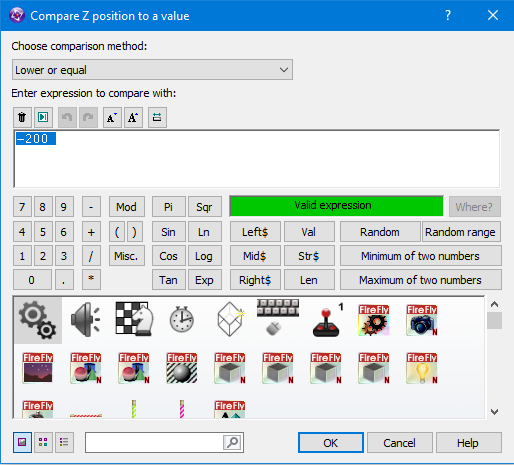 Compare Z position to a value
Choose comparison method:
Lower or equal
Enter expression to compare with:
A A
-200
7 8 9 - Mod Pi Sqr Valid expression Where?
4 5 6 + ( ) Sin Ln Left$ Val Random Random range
1 2 3 / Misc. Cos Log Mid$ Str$ Minimum of two numbers
0 . * Tan Exp Right$ Len Maximum of two numbers
1 FireFly FireFly N
FireFly FireFly N FireFly N FireFly FireFly N FireFly N FireFly N FireFly N FireFly N
FireFly FireFly
OK Cancel Help